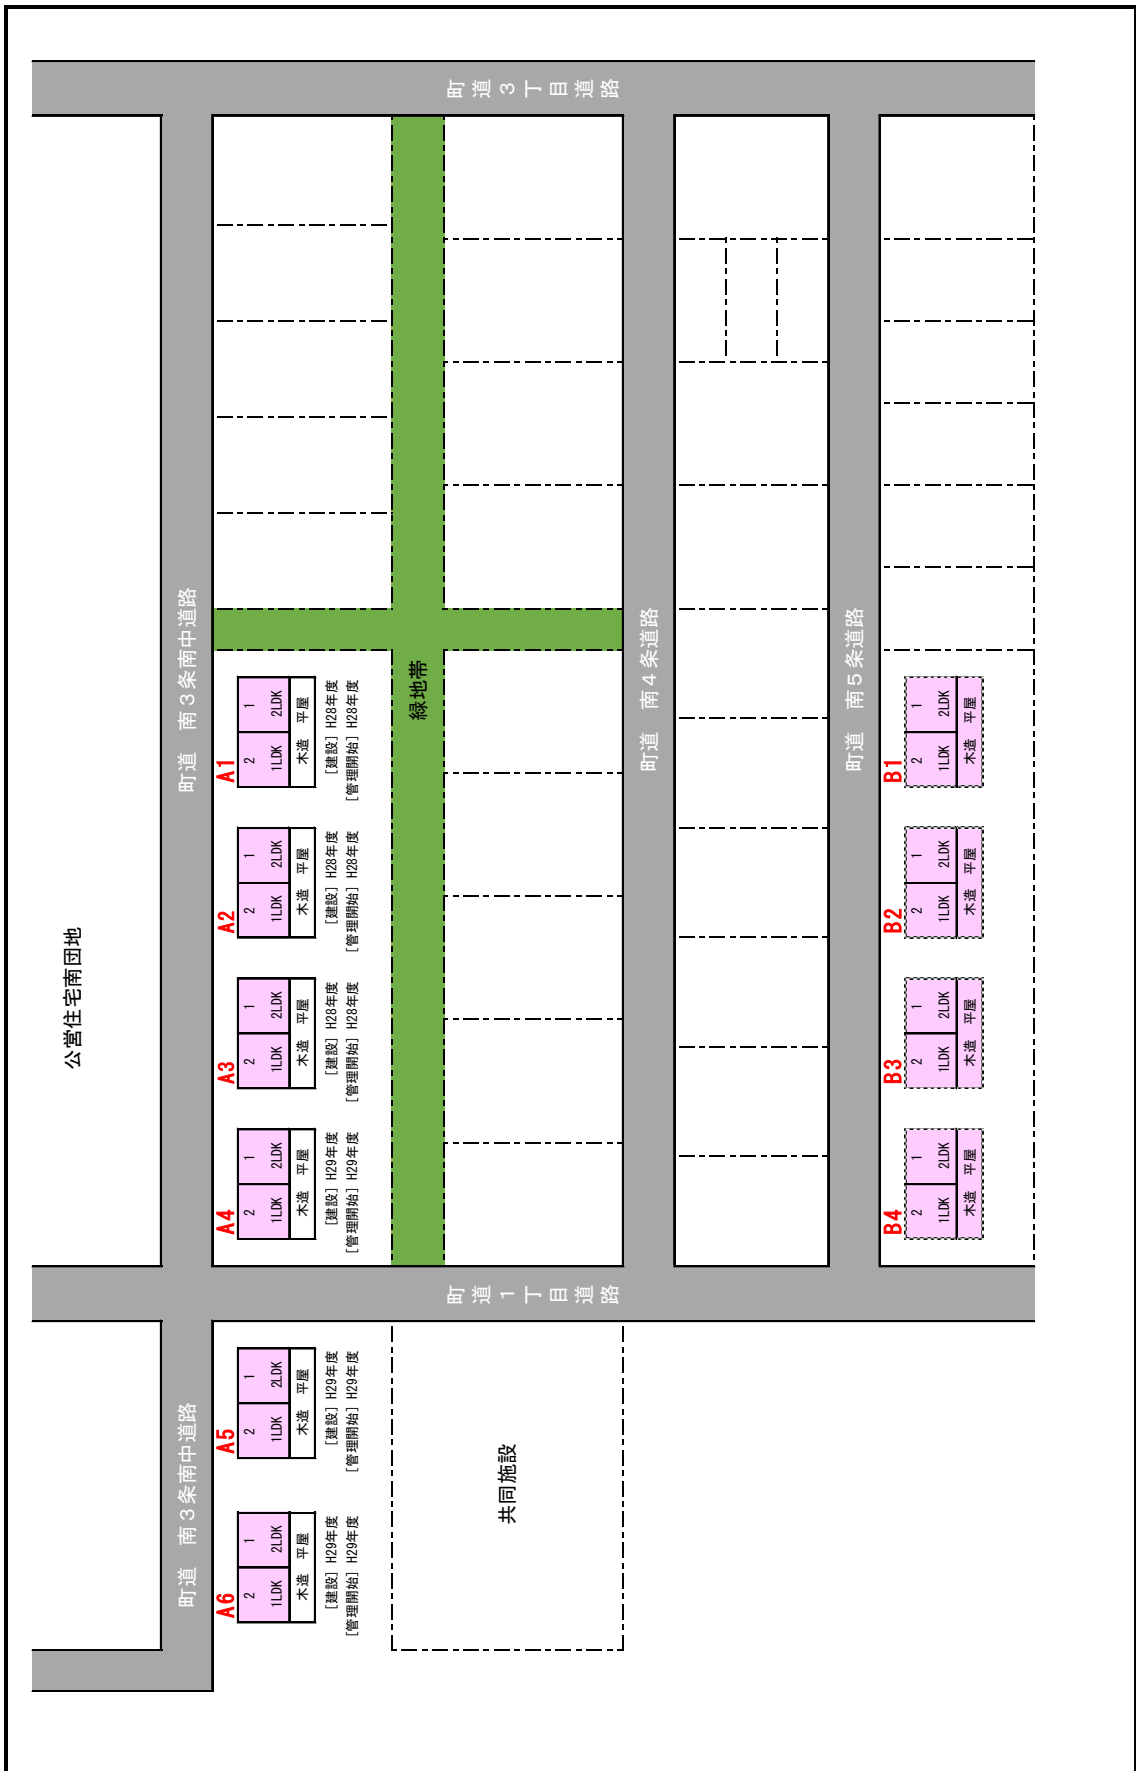 公営住宅南団地
町道 南3条南中道路
町道 南3条南中道路
町道3丁目道路
町道1丁目道路
町道 南4条道路
町道 南5条道路
緑地帯
共同施設
A6
2 1
1LDK 2LDK
木造 平屋
[建設] H29年度
[管理開始] H29年度
A5
2 1
1LDK 2LDK
木造 平屋
[建設] H29年度
[管理開始] H29年度
A4
2 1
1LDK 2LDK
木造 平屋
[建設] H29年度
[管理開始] H29年度
A3
2 1
1LDK 2LDK
木造 平屋
[建設] H28年度
[管理開始] H28年度
A2
2 1
1LDK 2LDK
木造 平屋
[建設] H28年度
[管理開始] H28年度
A1
2 1
1LDK 2LDK
木造 平屋
[建設] H28年度
[管理開始] H28年度
B4
2 1
1LDK 2LDK
木造 平屋
B3
2 1
1LDK 2LDK
木造 平屋
B2
2 1
1LDK 2LDK
木造 平屋
B1
2 1
1LDK 2LDK
木造 平屋